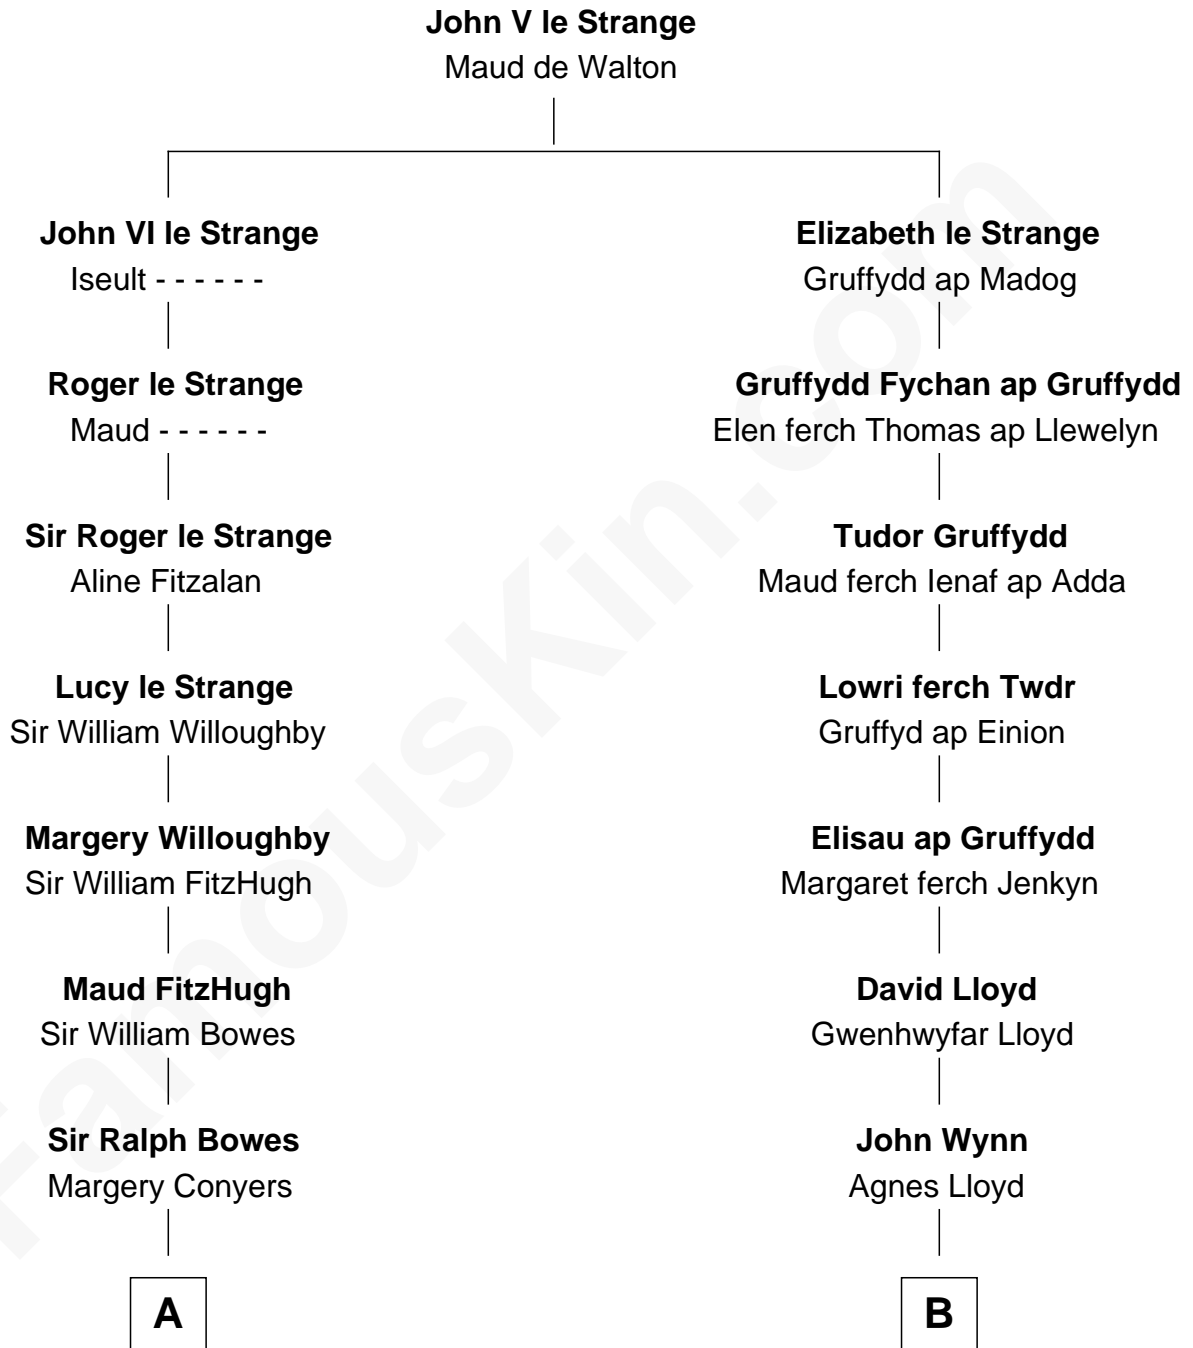 John V le Strange
Maud de Walton
John VI le Strange
Iseult - - - - - -
Roger le Strange
Maud - - - - - -
Sir Roger le Strange
Aline Fitzalan
Lucy le Strange
Sir William Willoughby
Margery Willoughby
Sir William FitzHugh
Maud FitzHugh
Sir William Bowes
Sir Ralph Bowes
Margery Conyers
A
Elizabeth le Strange
Gruffydd ap Madog
Gruffydd Fychan ap Gruffydd
Elen ferch Thomas ap Llewelyn
Tudor Gruffydd
Maud ferch Ienaf ap Adda
Lowri ferch Twdr
Gruffyd ap Einion
Elisau ap Gruffydd
Margaret ferch Jenkyn
David Lloyd
Gwenhwyfar Lloyd
John Wynn
Agnes Lloyd
B
FamousKin.com